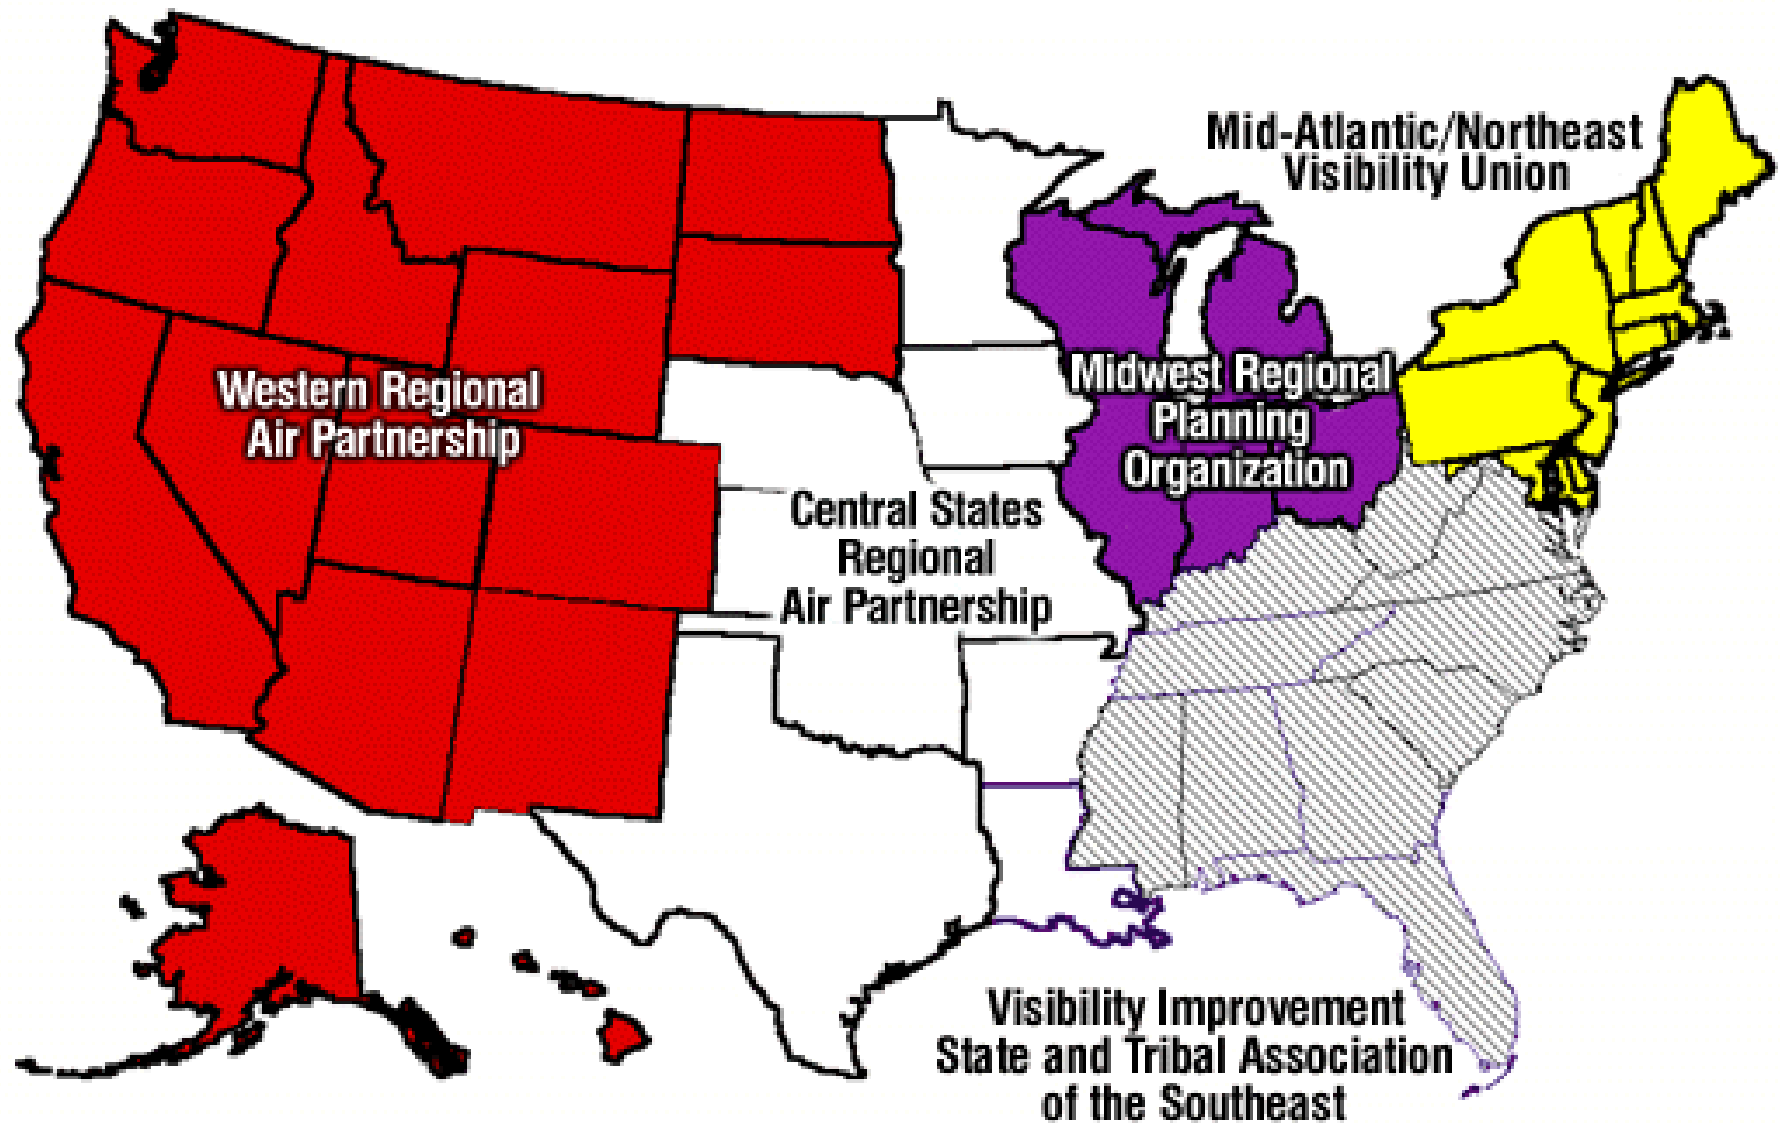 Mid-Atlantic/Northeast
Visibility Union
Western Regional
Air Partnership
Midwest Regional
Planning
Organization
Central States
Regional
Air Partnership
Visibility Improvement
State and Tribal Association
of the Southeast